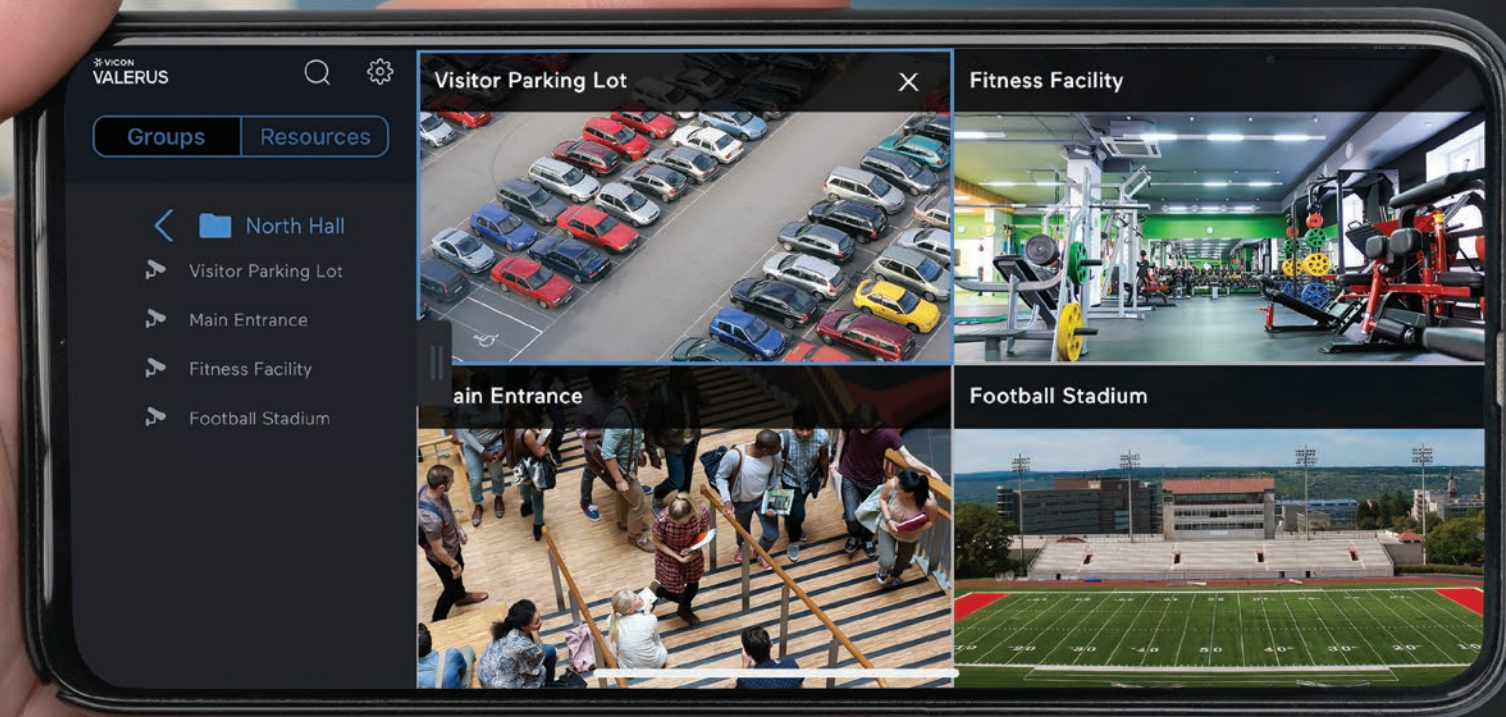 VICON
VALERUS
Groups
Resources
North Hall
Visitor Parking Lot
Main Entrance
Fitness Facility
Football Stadium
Visitor Parking Lot
Fitness Facility
ain Entrance
Football Stadium